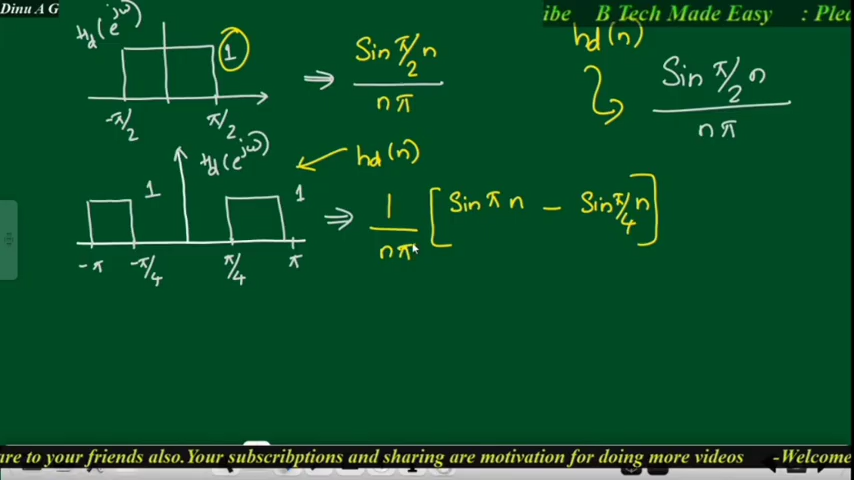 Dinu A G
ibe B Tech Made Easy : Plea
Hd(e^jω)
1
-π/2 π/2
⇒ Sin π/2 n / nπ
hd(n)
Sin π/2 n / nπ
Hd(e^jω)
hd(n)
1 1
-π -π/4 π/4 π
⇒ 1/nπ [ Sin π n - Sin π/4 n ]
are to your friends also.Your subscribptions and sharing are motivation for doing more videos -Welcome